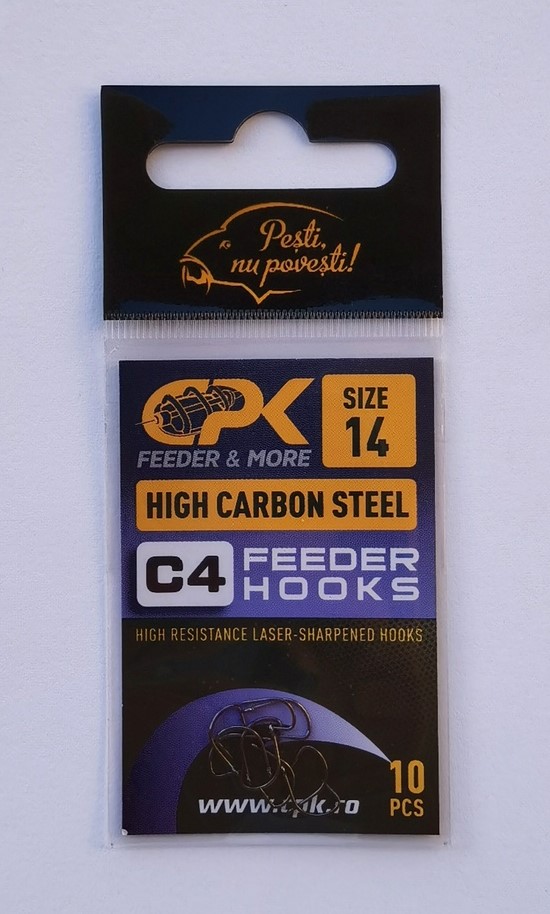 Pești,
nu povești!
CPK
FEEDER & MORE
SIZE
14
HIGH CARBON STEEL
C4
FEEDER
HOOKS
HIGH RESISTANCE LASER-SHARPENED HOOKS
10
PCS
www.cpk.ro